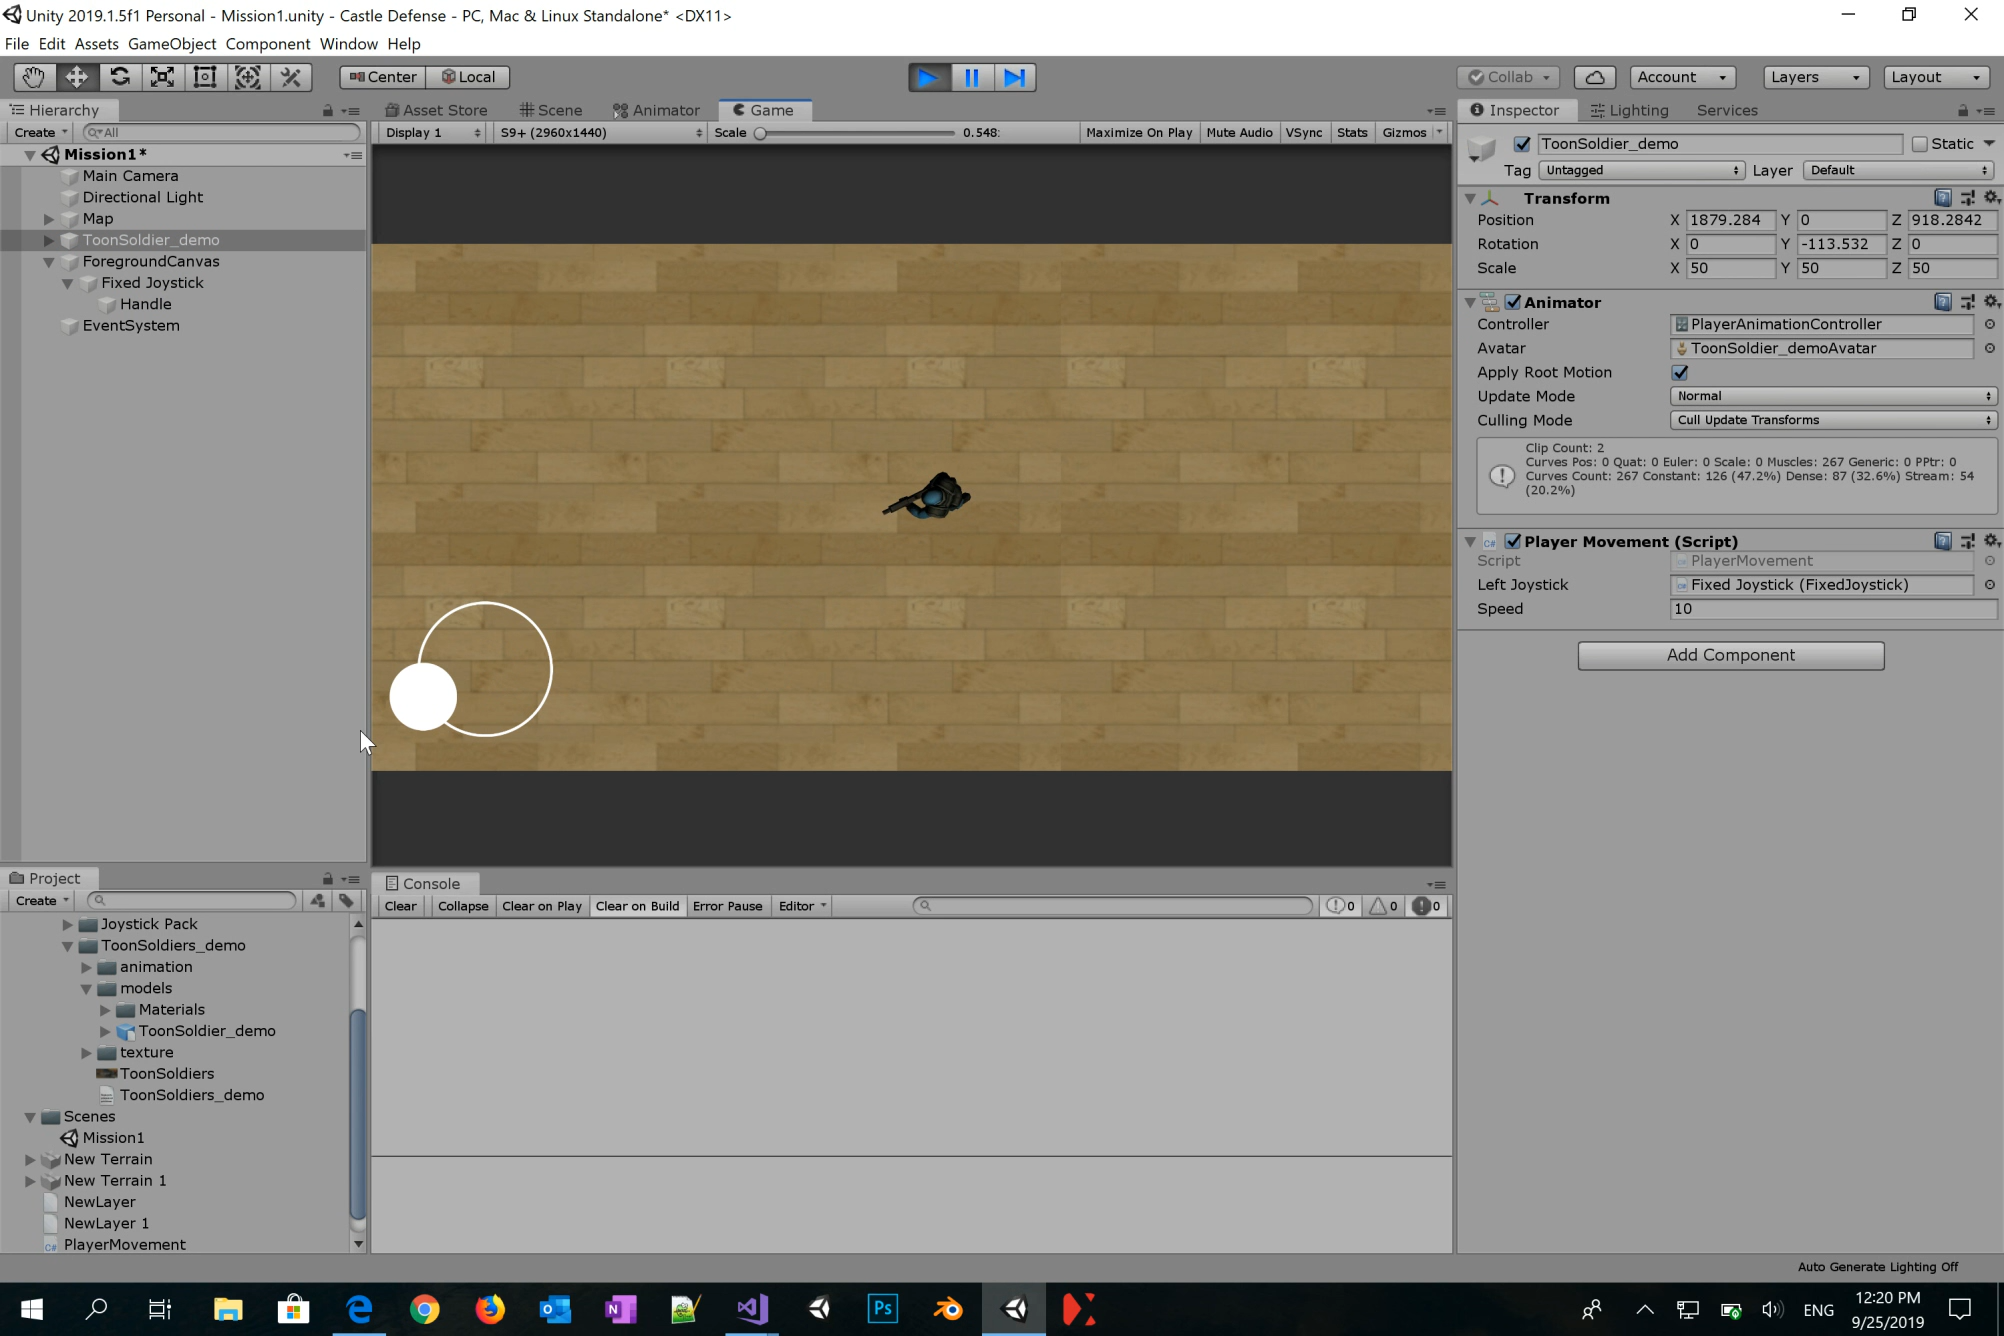 Unity 2019.1.5f1 Personal - Mission1.unity - Castle Defense - PC, Mac & Linux Standalone* <DX11>
File Edit Assets GameObject Component Window Help
Center Local Collab Account Layers Layout
Hierarchy
Create All
Mission1*
Main Camera
Directional Light
Map
ToonSoldier_demo
ForegroundCanvas
Fixed Joystick
Handle
EventSystem
Asset Store Scene Animator Game
Display 1 S9+ (2960x1440) Scale 0.548: Maximize On Play Mute Audio VSync Stats Gizmos
Inspector Lighting Services
ToonSoldier_demo Static
Tag Untagged Layer Default
Transform
Position X 1879.284 Y 0 Z 918.2842
Rotation X 0 Y -113.532 Z 0
Scale X 50 Y 50 Z 50
Animator
Controller PlayerAnimationController
Avatar ToonSoldier_demoAvatar
Apply Root Motion
Update Mode Normal
Culling Mode Cull Update Transforms
Clip Count: 2
Curves Pos: 0 Quat: 0 Euler: 0 Scale: 0 Muscles: 267 Generic: 0 PPtr: 0
Curves Count: 267 Constant: 126 (47.2%) Dense: 87 (32.6%) Stream: 54
(20.2%)
C# Player Movement (Script)
Script PlayerMovement
Left Joystick Fixed Joystick (FixedJoystick)
Speed 10
Add Component
Project
Create
Joystick Pack
ToonSoldiers_demo
animation
models
Materials
ToonSoldier_demo
texture
ToonSoldiers
ToonSoldiers_demo
Scenes
Mission1
New Terrain
New Terrain 1
NewLayer
NewLayer 1
C# PlayerMovement
Console
Clear Collapse Clear on Play Clear on Build Error Pause Editor 0 0 0
Auto Generate Lighting Off
Ps
ENG
12:20 PM
9/25/2019